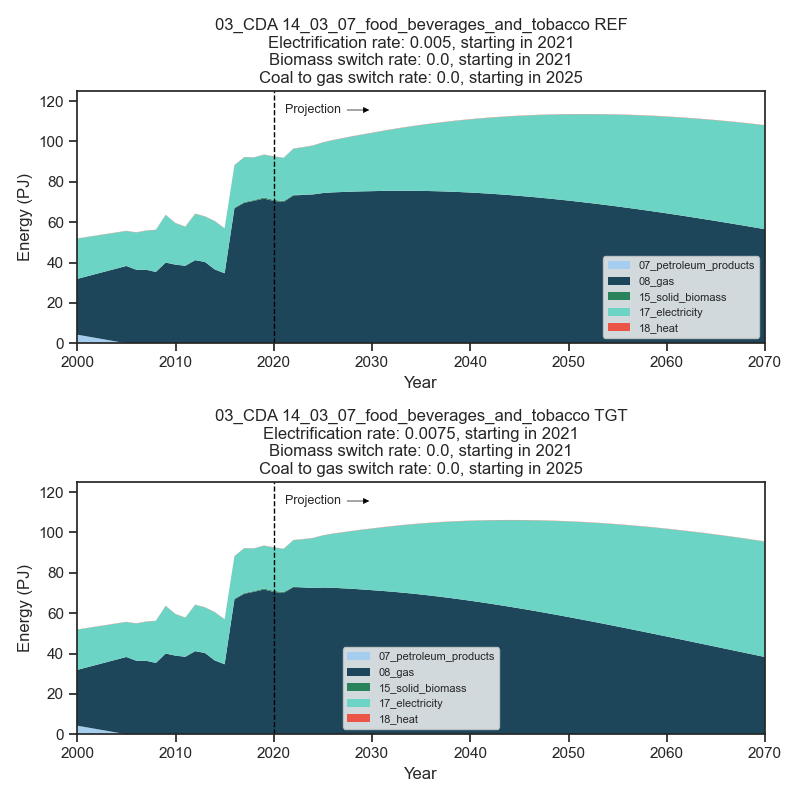 03_CDA 14_03_07_food_beverages_and_tobacco REF
Electrification rate: 0.005, starting in 2021
Biomass switch rate: 0.0, starting in 2021
Coal to gas switch rate: 0.0, starting in 2025
Projection
Energy (PJ)
120
100
80
60
40
20
0
07_petroleum_products
08_gas
15_solid_biomass
17_electricity
18_heat
2000 2010 2020 2030 2040 2050 2060 2070
Year
03_CDA 14_03_07_food_beverages_and_tobacco TGT
Electrification rate: 0.0075, starting in 2021
Biomass switch rate: 0.0, starting in 2021
Coal to gas switch rate: 0.0, starting in 2025
Projection
Energy (PJ)
120
100
80
60
40
20
0
07_petroleum_products
08_gas
15_solid_biomass
17_electricity
18_heat
2000 2010 2020 2030 2040 2050 2060 2070
Year